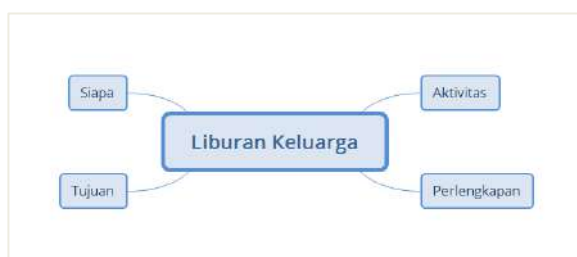 Siapa
Aktivitas
Liburan Keluarga
Tujuan
Perlengkapan